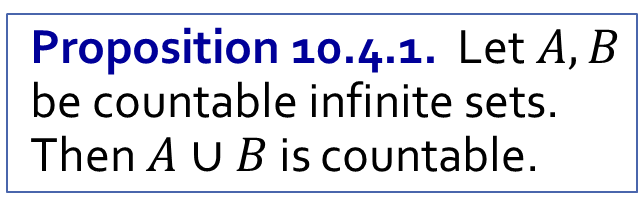 Proposition 10.4.1. Let A, B
be countable infinite sets.
Then A ∪ B is countable.